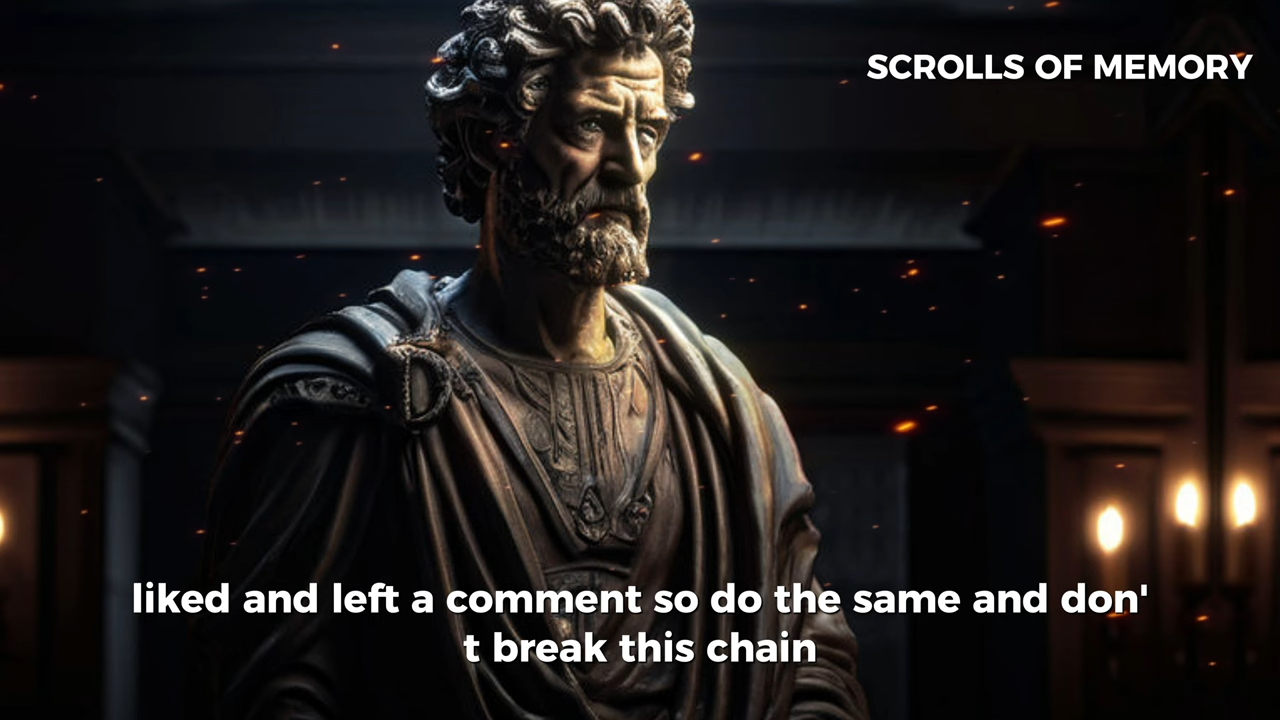 SCROLLS OF MEMORY
liked and left a comment so do the same and don'
t break this chain